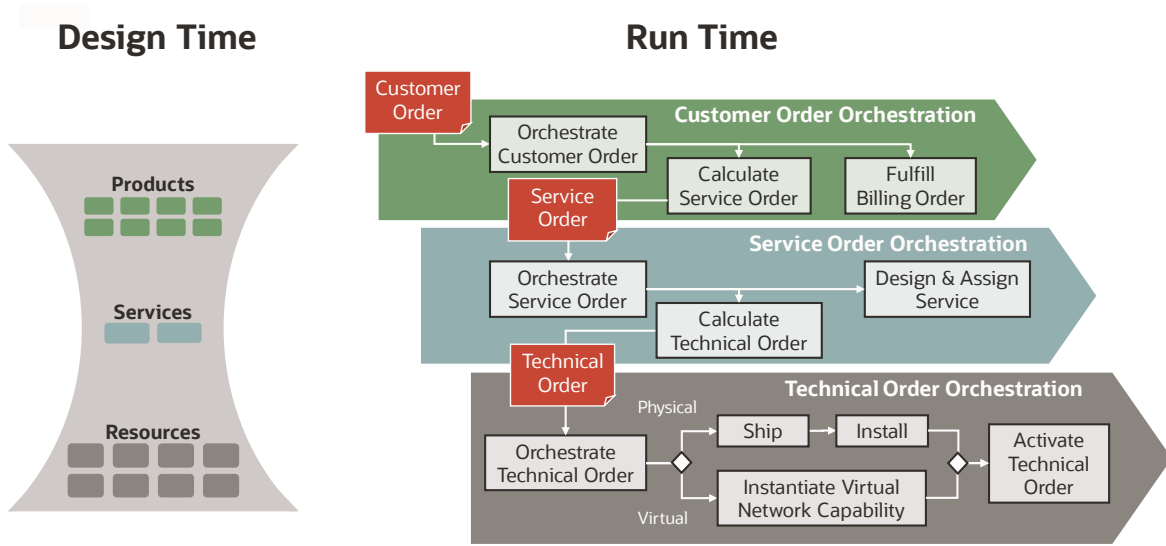 Design Time
Run Time
Products
Services
Resources
Customer
Order
Customer Order Orchestration
Orchestrate
Customer Order
Calculate
Service Order
Fulfill
Billing Order
Service
Order
Service Order Orchestration
Orchestrate
Service Order
Design & Assign
Service
Calculate
Technical Order
Technical
Order
Technical Order Orchestration
Physical
Ship
Install
Orchestrate
Technical Order
Activate
Technical
Order
Instantiate Virtual
Network Capability
Virtual